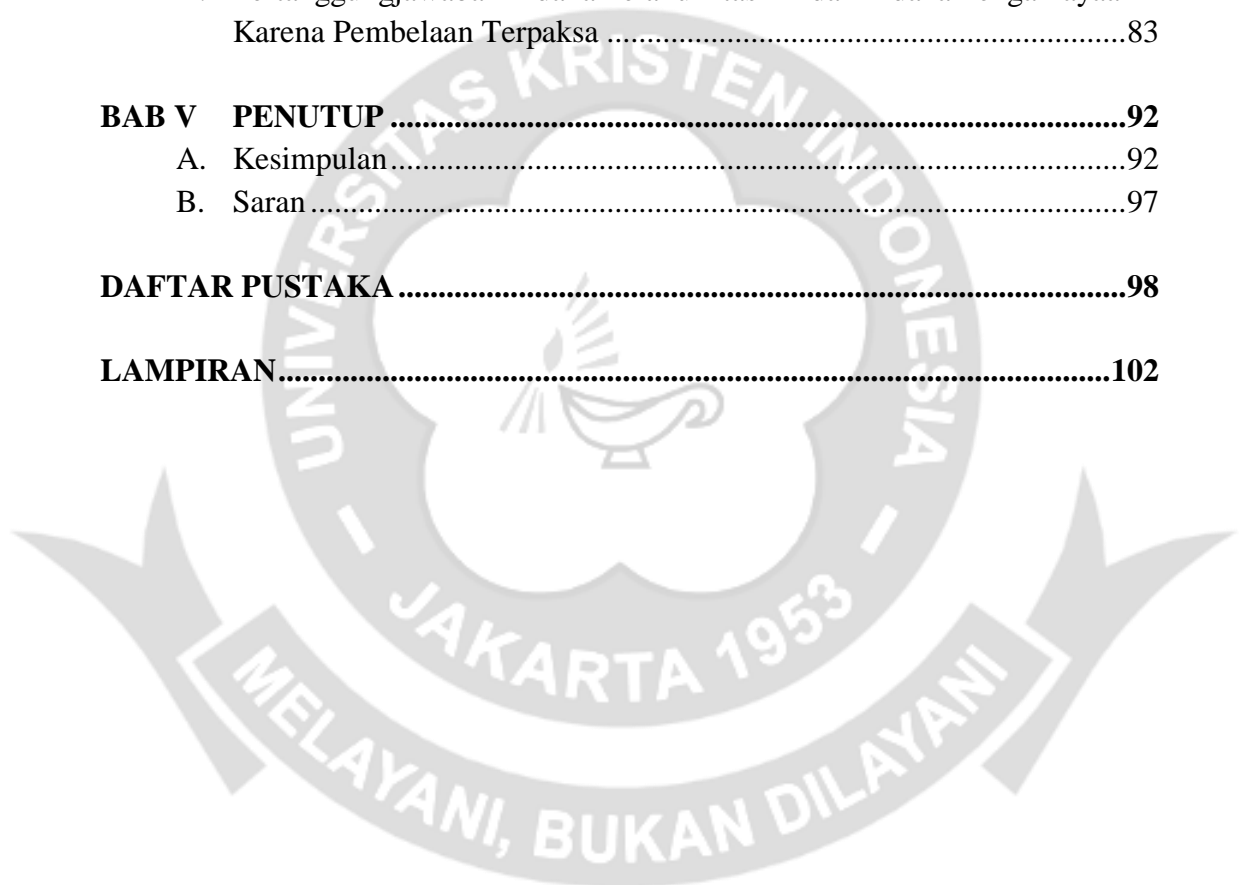 Karena Pembelaan Terpaksa ....................................................................83
BAB V PENUTUP ..................................................................................92
A. Kesimpulan..................................................................................92
B. Saran ...........................................................................................97
DAFTAR PUSTAKA .................................................................................98
LAMPIRAN.............................................................................................102
UNIVERSITAS KRISTEN INDONESIA
JAKARTA 1953
MELAYANI, BUKAN DILAYANI